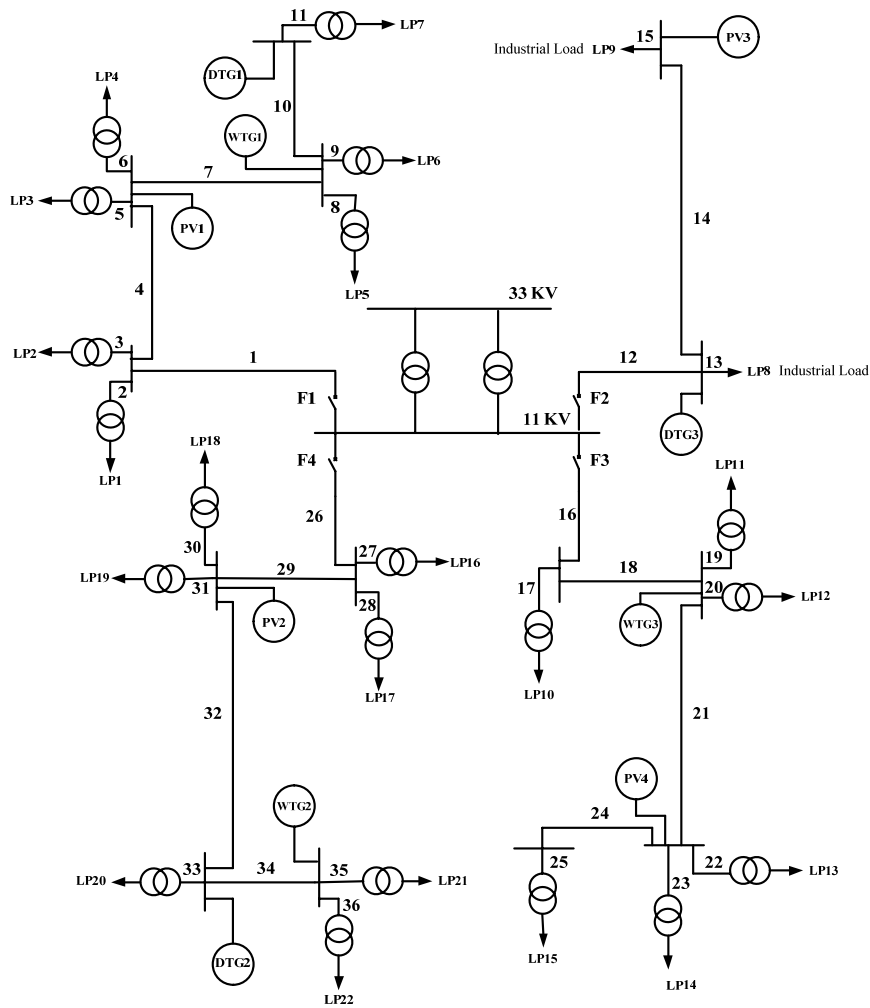 11
LP7
15
Industrial Load LP9
PV3
DTG1
LP4
10
WTG1
9
LP6
6
7
LP3
5
PV1
8
LP5
14
4
33 KV
LP2
3
1
12
13
LP8 Industrial Load
2
F1
F2
11 KV
DTG3
LP18
F4
F3
LP1
LP11
26
16
30
27
LP16
19
LP19
29
18
31
28
17
20
LP12
PV2
WTG3
LP17
LP10
32
21
PV4
WTG2
24
33
34
35
25
22
LP20
LP21
LP13
36
23
DTG2
LP15
LP22
LP14